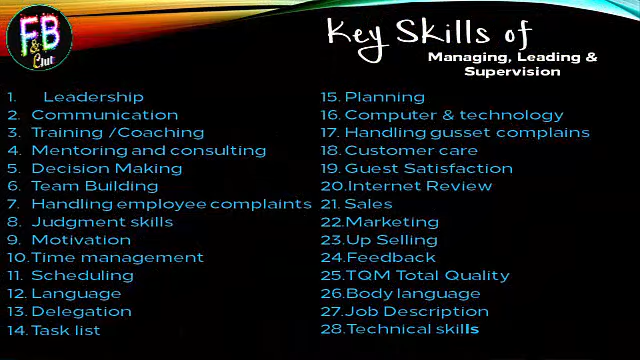 FB
& Chit
Key Skills of
Managing, Leading &
Supervision
1. Leadership
2. Communication
3. Training /Coaching
4. Mentoring and consulting
5. Decision Making
6. Team Building
7. Handling employee complaints
8. Judgment skills
9. Motivation
10. Time management
11. Scheduling
12. Language
13. Delegation
14. Task list
15. Planning
16. Computer & technology
17. Handling gusset complains
18. Customer care
19. Guest Satisfaction
20. Internet Review
21. Sales
22. Marketing
23. Up Selling
24. Feedback
25. TQM Total Quality
26. Body language
27. Job Description
28. Technical skills